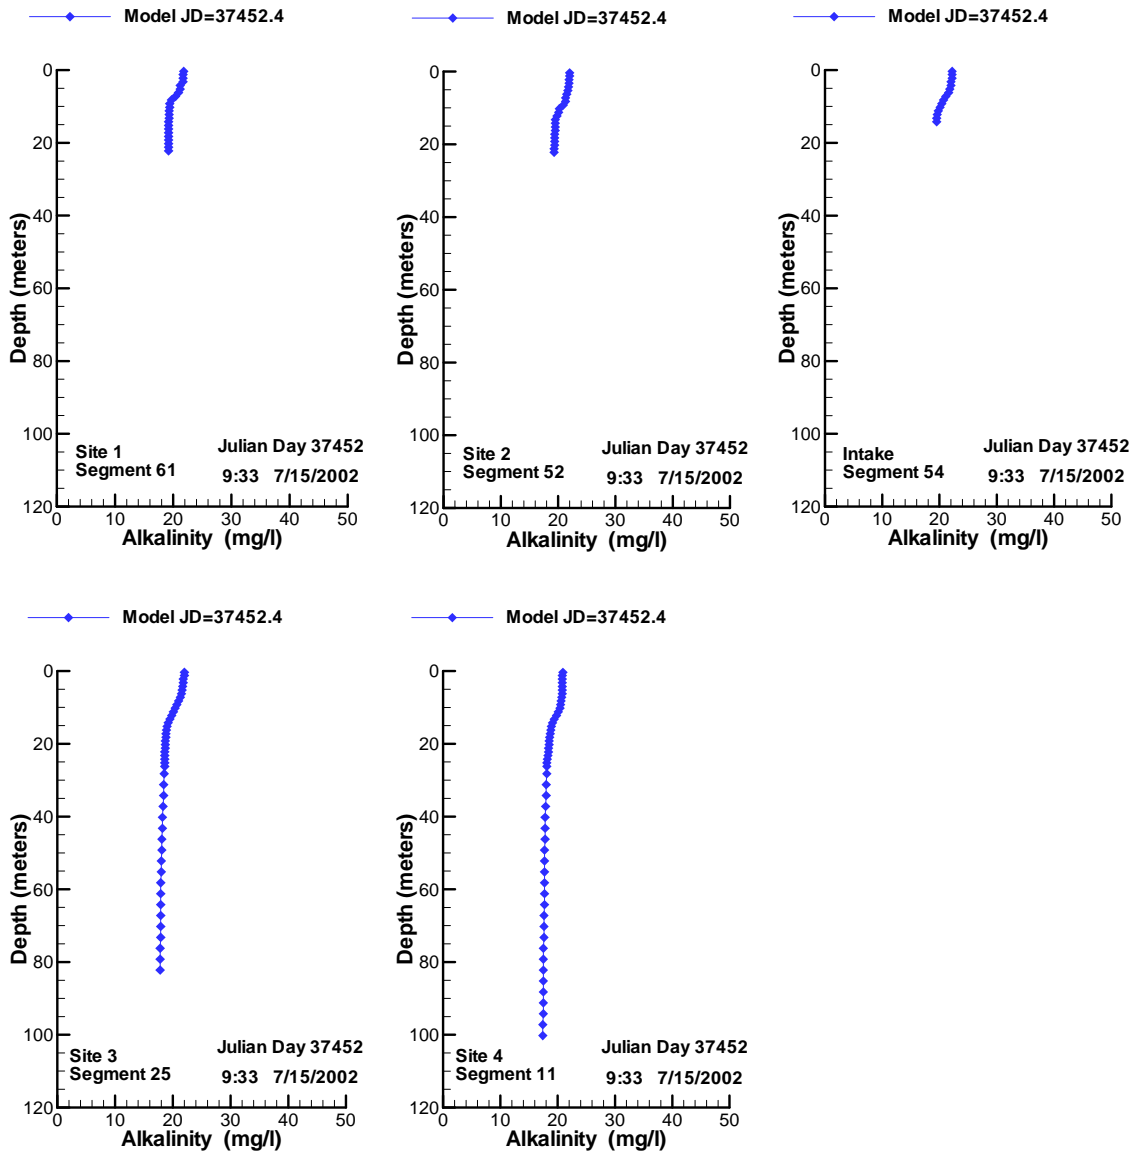 Model JD=37452.4
0
20
40
60
80
100
120
Depth (meters)
Site 1
Segment 61
Julian Day 37452
9:33 7/15/2002
0 10 20 30 40 50
Alkalinity (mg/l)
Model JD=37452.4
0
20
40
60
80
100
120
Depth (meters)
Site 2
Segment 52
Julian Day 37452
9:33 7/15/2002
0 10 20 30 40 50
Alkalinity (mg/l)
Model JD=37452.4
0
20
40
60
80
100
120
Depth (meters)
Intake
Segment 54
Julian Day 37452
9:33 7/15/2002
0 10 20 30 40 50
Alkalinity (mg/l)
Model JD=37452.4
0
20
40
60
80
100
120
Depth (meters)
Site 3
Segment 25
Julian Day 37452
9:33 7/15/2002
0 10 20 30 40 50
Alkalinity (mg/l)
Model JD=37452.4
0
20
40
60
80
100
120
Depth (meters)
Site 4
Segment 11
Julian Day 37452
9:33 7/15/2002
0 10 20 30 40 50
Alkalinity (mg/l)